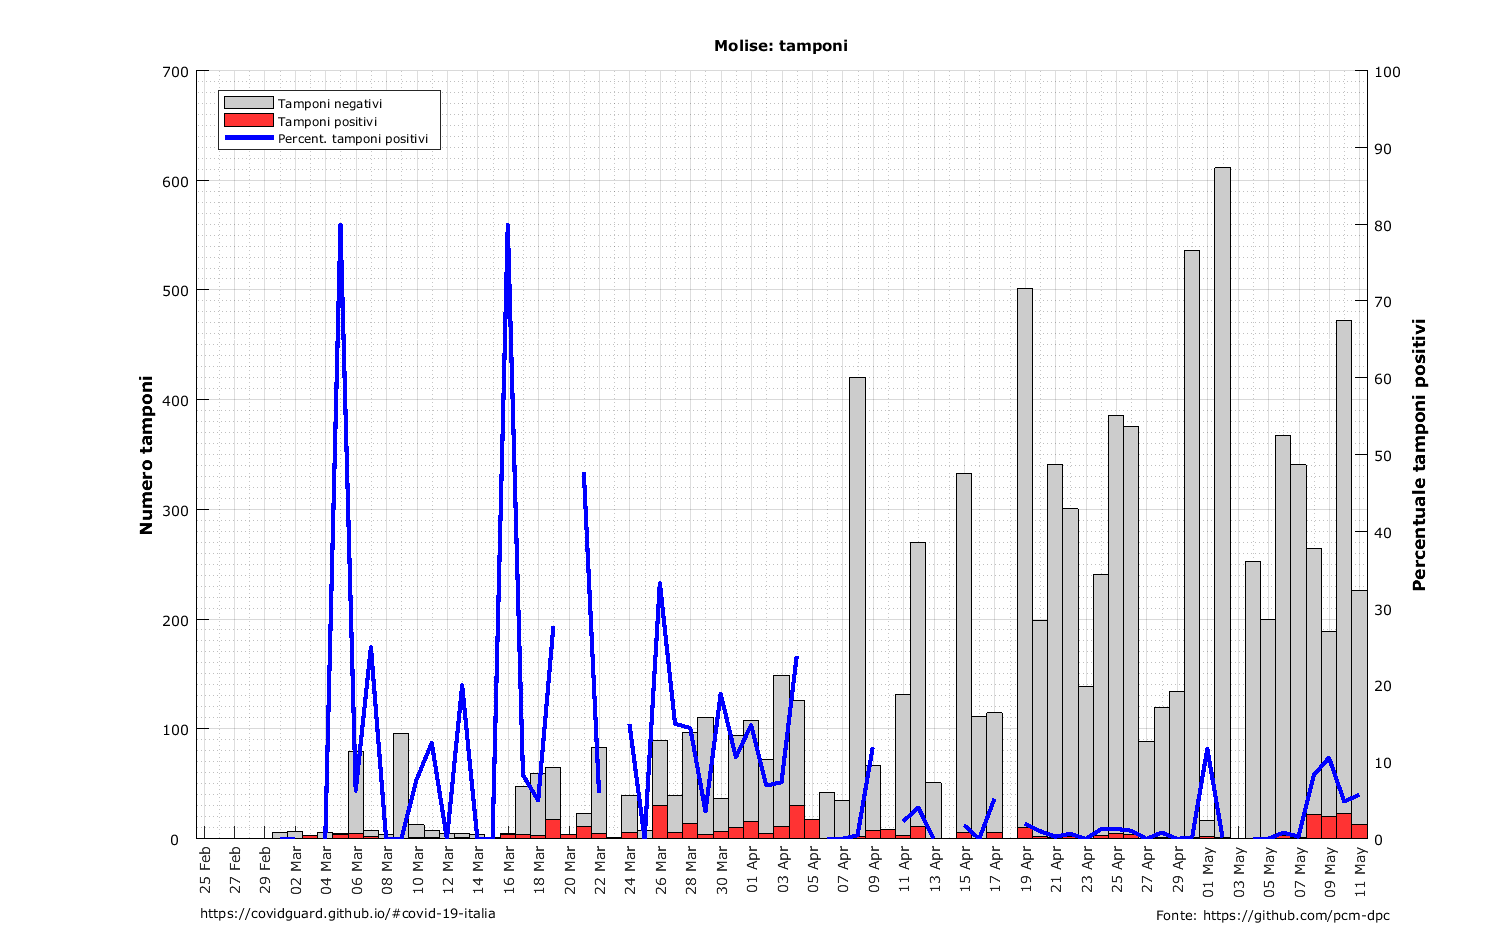 Molise: tamponi
Tamponi negativi
Tamponi positivi
Percent. tamponi positivi
Numero tamponi
700
600
500
400
300
200
100
0
Percentuale tamponi positivi
100
90
80
70
60
50
40
30
20
10
0
25 Feb
27 Feb
29 Feb
02 Mar
04 Mar
06 Mar
08 Mar
10 Mar
12 Mar
14 Mar
16 Mar
18 Mar
20 Mar
22 Mar
24 Mar
26 Mar
28 Mar
30 Mar
01 Apr
03 Apr
05 Apr
07 Apr
09 Apr
11 Apr
13 Apr
15 Apr
17 Apr
19 Apr
21 Apr
23 Apr
25 Apr
27 Apr
29 Apr
01 May
03 May
05 May
07 May
09 May
11 May
https://covidguard.github.io/#covid-19-italia
Fonte: https://github.com/pcm-dpc